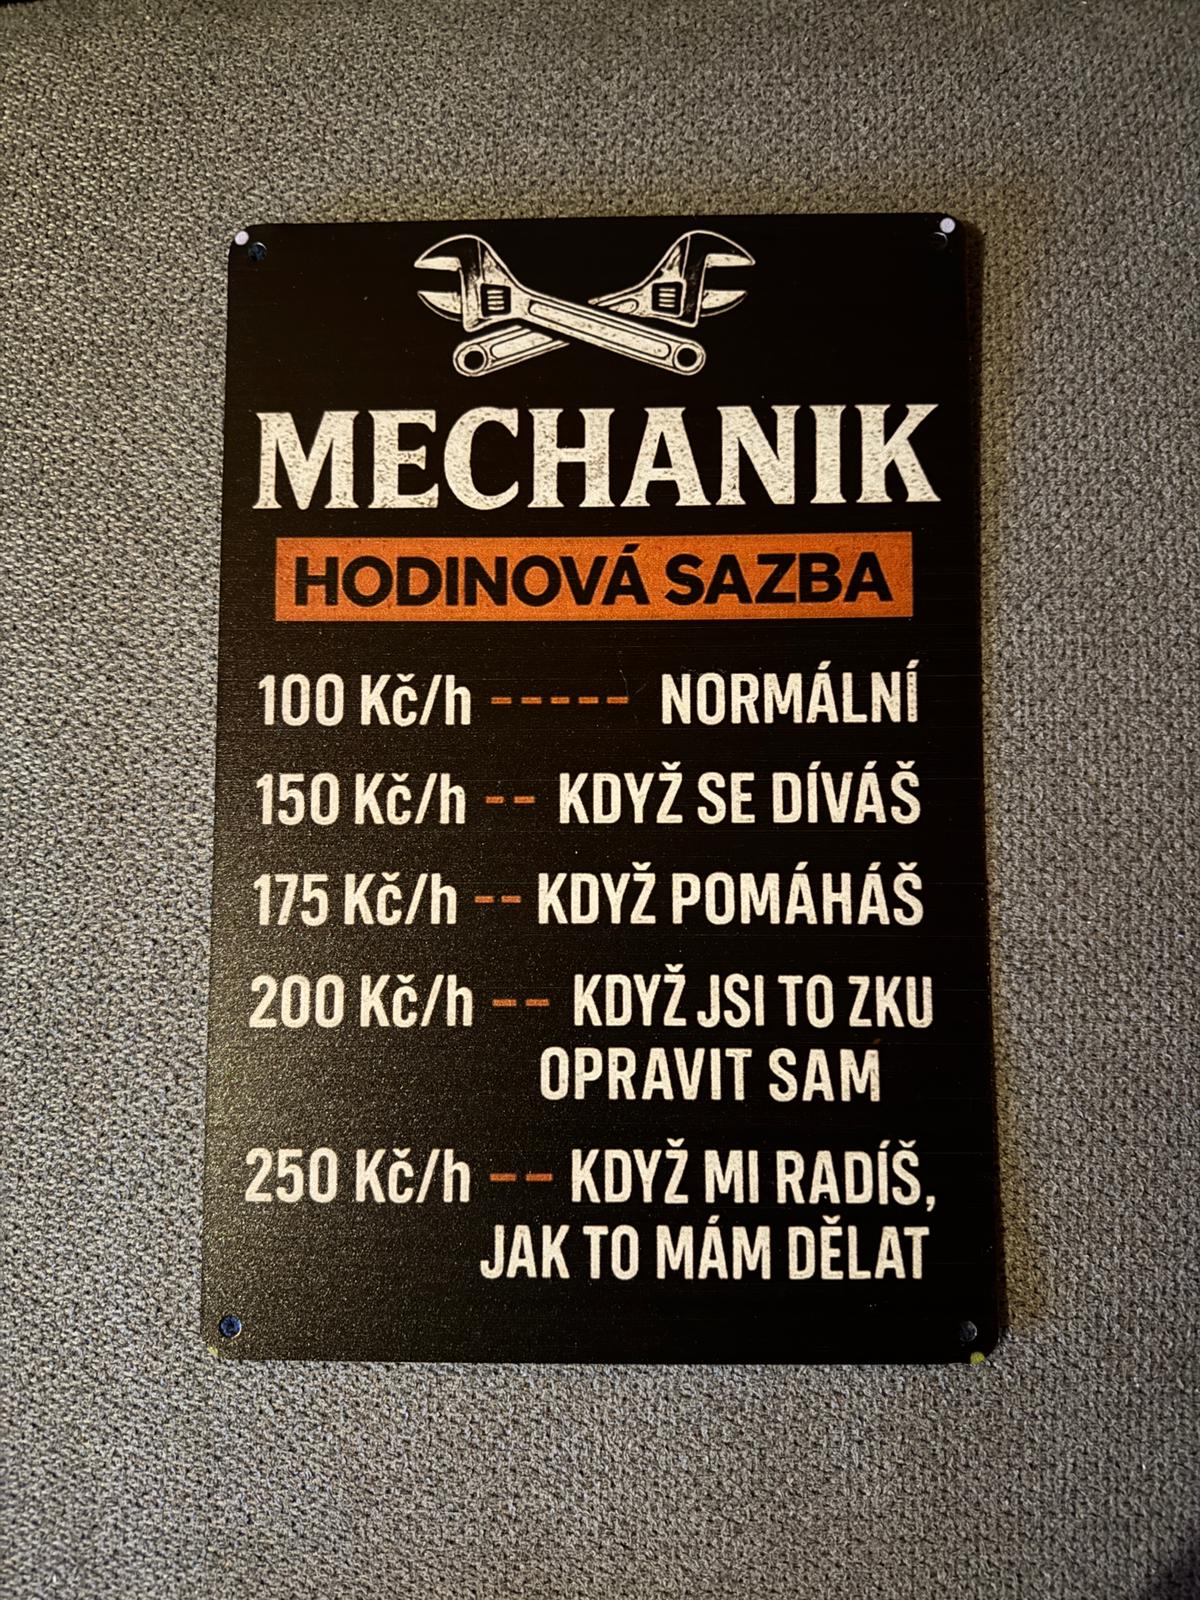 MECHANIK
HODINOVÁ SAZBA
100 Kč/h ----- NORMÁLNÍ
150 Kč/h -- KDYŽ SE DÍVÁŠ
175 Kč/h -- KDYŽ POMÁHÁŠ
200 Kč/h -- KDYŽ JSI TO ZKU
OPRAVIT SAM
250 Kč/h -- KDYŽ MI RADÍŠ,
JAK TO MÁM DĚLAT